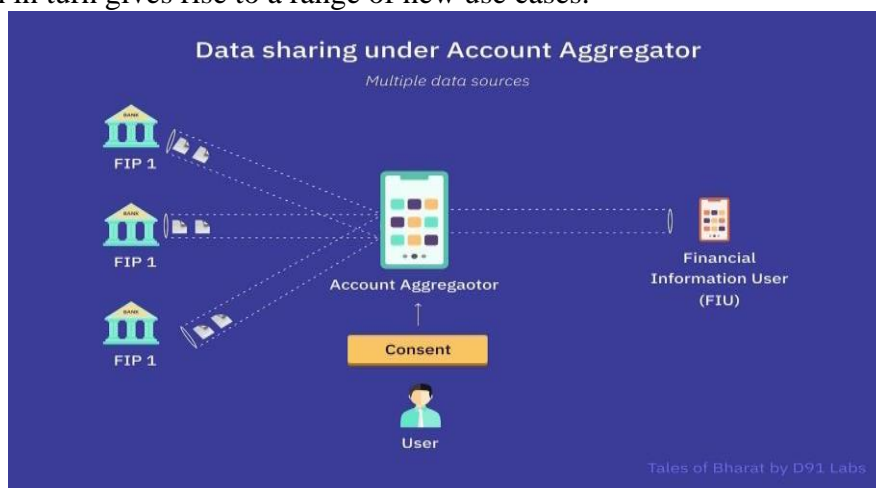 in turn gives rise to a range of new use cases.
Data sharing under Account Aggregator
Multiple data sources
BANK
FIP 1
BANK
FIP 1
BANK
FIP 1
Account Aggregaotor
Consent
User
Financial
Information User
(FIU)
Tales of Bharat by D91 Labs